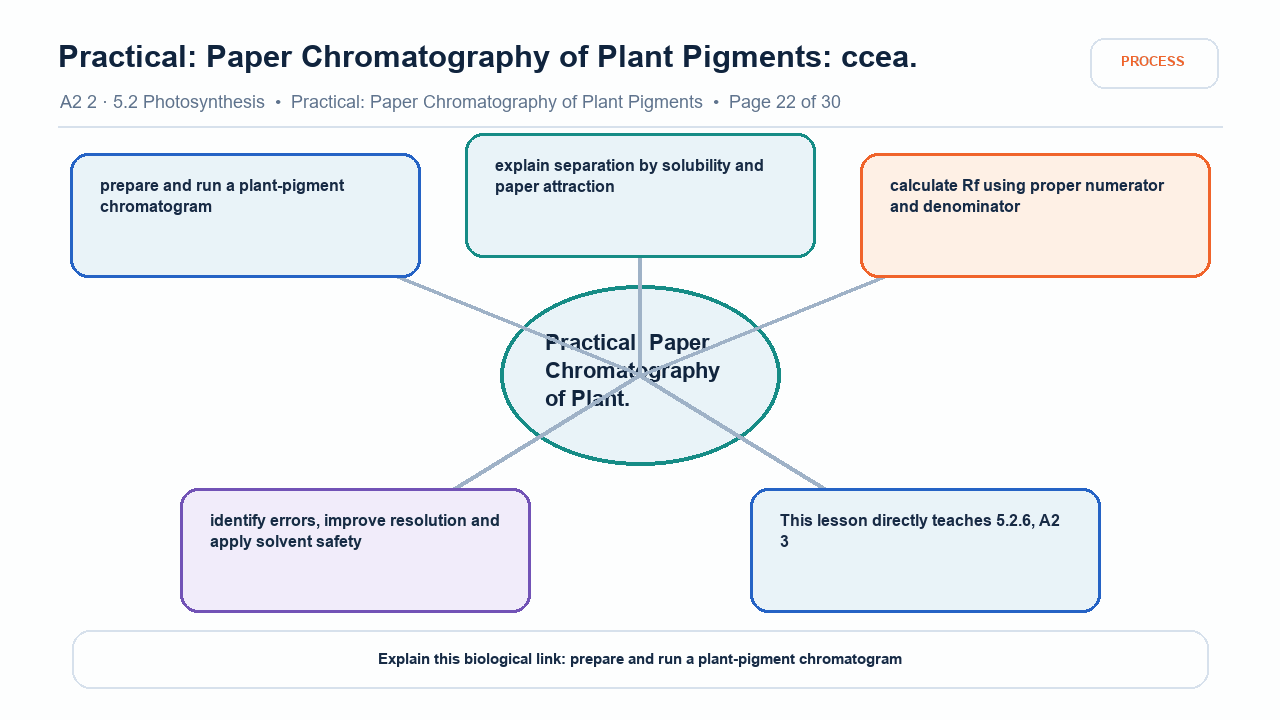 Practical: Paper Chromatography of Plant Pigments: ccea.
PROCESS
A2 2 · 5.2 Photosynthesis • Practical: Paper Chromatography of Plant Pigments • Page 22 of 30
prepare and run a plant-pigment
chromatogram
explain separation by solubility and
paper attraction
calculate Rf using proper numerator
and denominator
Practical Paper
Chromatography
of Plant.
identify errors, improve resolution and
apply solvent safety
This lesson directly teaches 5.2.6, A2
3
Explain this biological link: prepare and run a plant-pigment chromatogram